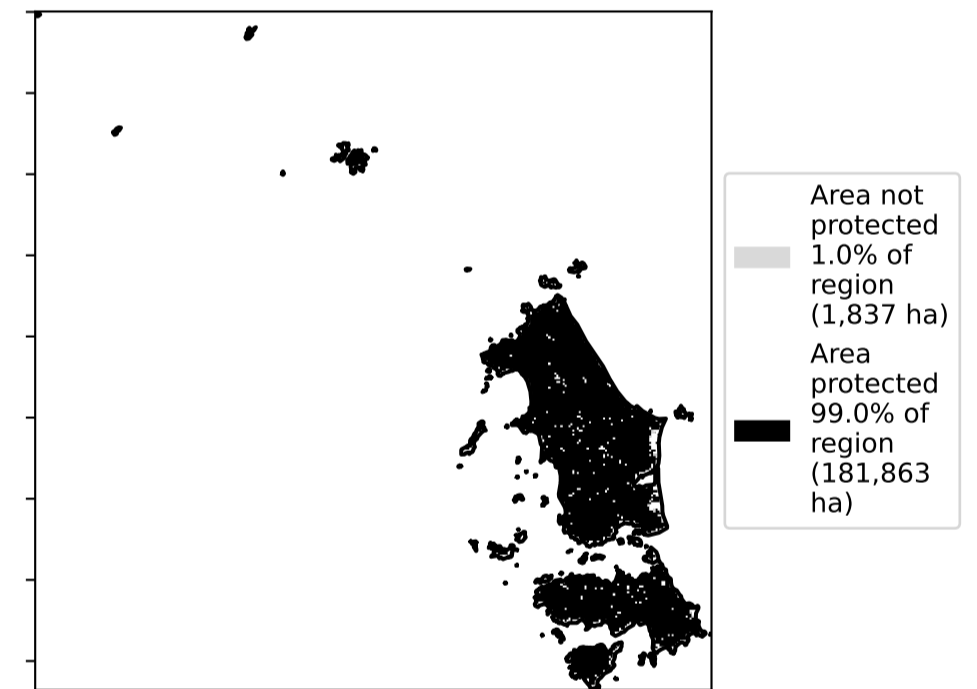 Area not
protected
1.0% of
region
(1,837 ha)
Area
protected
99.0% of
region
(181,863
ha)